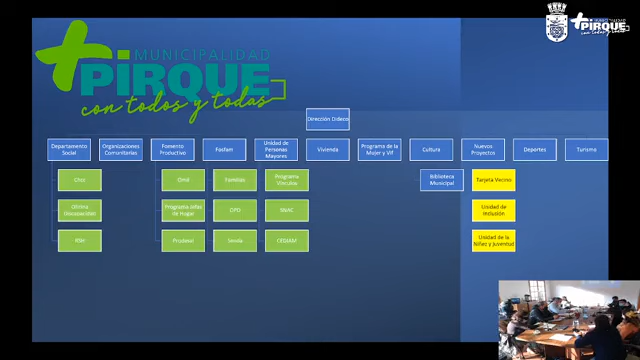 MUNICIPALIDAD
PIRQUE
con todos y todas
PIRQUE
con todos y todas
Dirección Dideco
Departamento
Social
Organizaciones
Comunitarias
Fomento
Productivo
Fosfam
Unidad de
Personas
Mayores
Vivienda
Programa de la
Mujer y Vif
Cultura
Nuevos
Proyectos
Deportes
Turismo
Omil
Familias
Programa
Vínculos
Biblioteca
Municipal
Tarjeta Vecino
Oficina
Discapacidad
Programa Jefas
de Hogar
OPD
SNAC
Unidad de
Inclusión
RSH
Prodesal
Senda
CEDIAM
Unidad de la
Niñez y Juventud